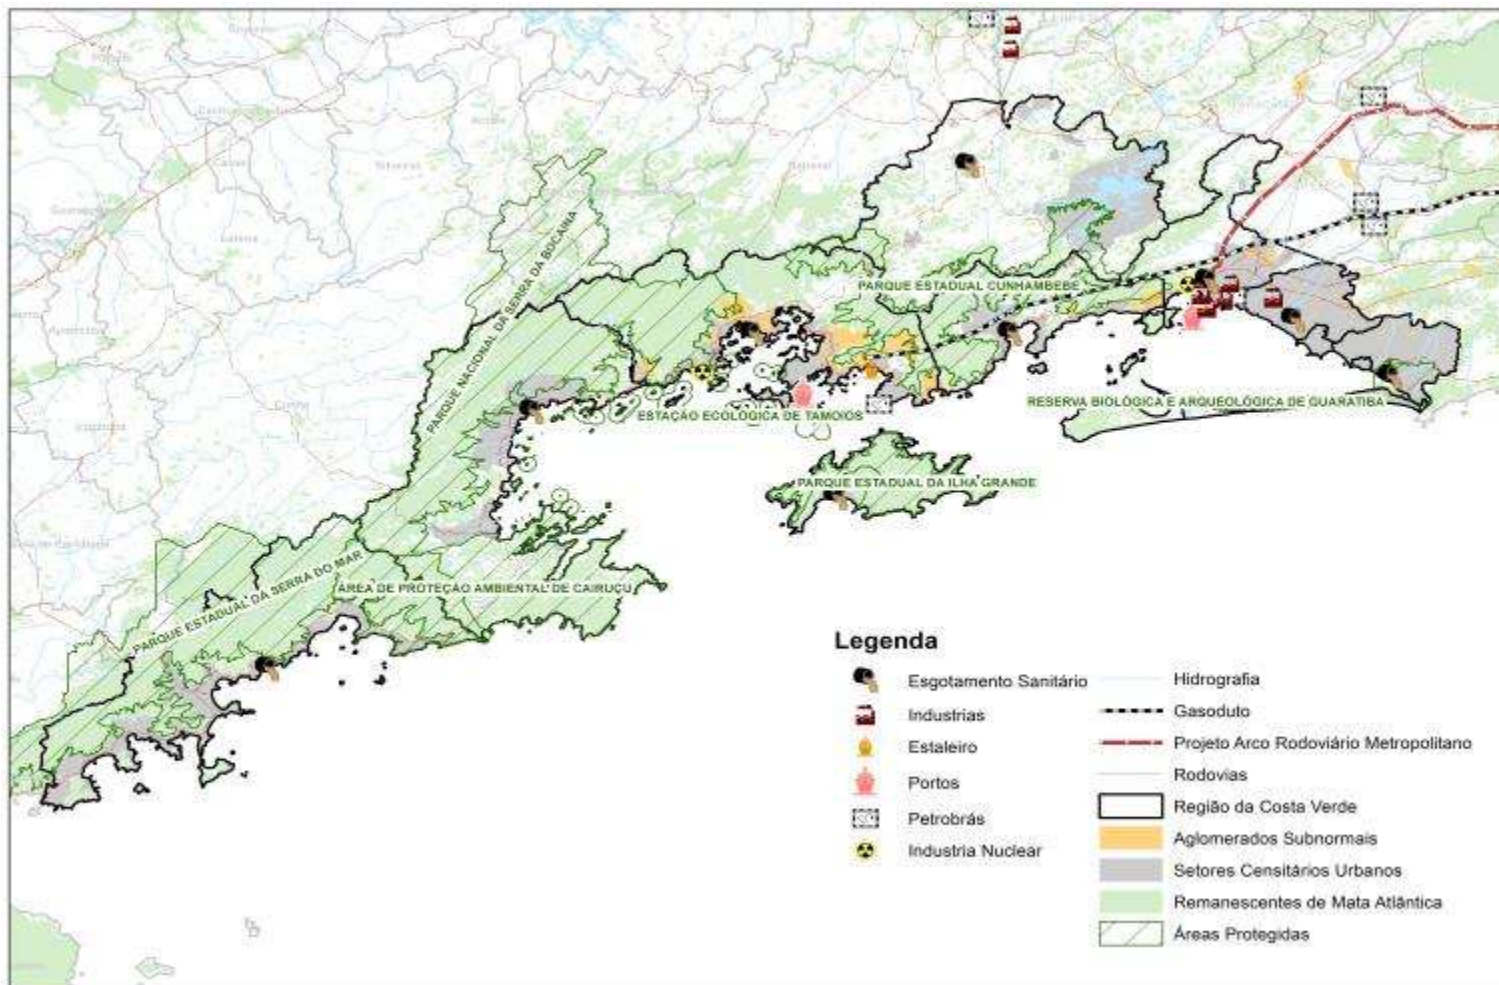 PARQUE NACIONAL DA SERRA DA BOCAINA
PARQUE ESTADUAL CUNHAMBEBE
RESERVA BIOLÓGICA E ARQUEOLÓGICA DE GUARATIBA
ESTAÇÃO ECOLÓGICA DE TAMOIOS
PARQUE ESTADUAL DA ILHA GRANDE
PARQUE ESTADUAL DA SERRA DO MAR
ÁREA DE PROTEÇÃO AMBIENTAL DE CAIRUÇU
Legenda
Esgotamento Sanitário
Industrias
Estaleiro
Portos
Petrobrás
Industria Nuclear
Hidrografia
Gasoduto
Projeto Arco Rodoviário Metropolitano
Rodovias
Região da Costa Verde
Aglomerados Subnormais
Setores Censitários Urbanos
Remanescentes de Mata Atlântica
Áreas Protegidas